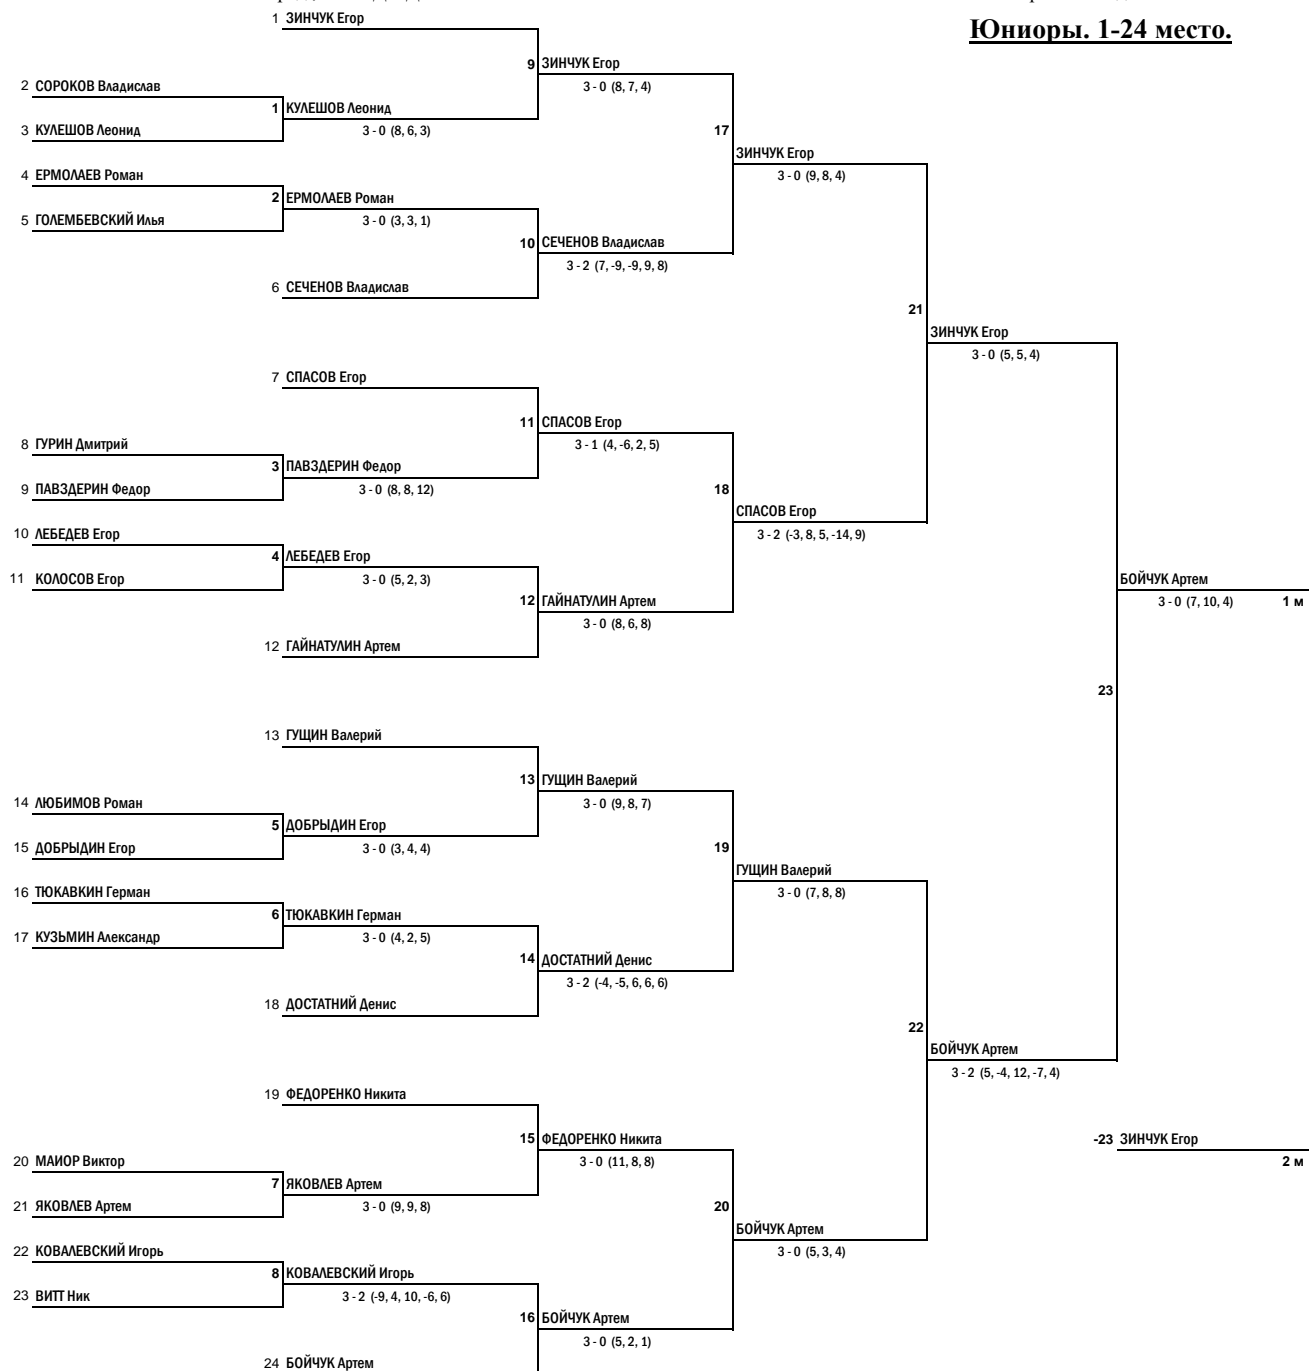 1 ЗИНЧУК Егор
Юниоры. 1-24 место.
9 ЗИНЧУК Егор
3 - 0 (8, 7, 4)
2 СОРОКОВ Владислав
1 КУЛЕШОВ Леонид
3 - 0 (8, 6, 3)
3 КУЛЕШОВ Леонид
17
ЗИНЧУК Егор
3 - 0 (9, 8, 4)
4 ЕРМОЛАЕВ Роман
2 ЕРМОЛАЕВ Роман
3 - 0 (3, 3, 1)
5 ГОЛЕМБЕВСКИЙ Илья
10 СЕЧЕНОВ Владислав
3 - 2 (7, -9, -9, 9, 8)
6 СЕЧЕНОВ Владислав
21
ЗИНЧУК Егор
3 - 0 (5, 5, 4)
7 СПАСОВ Егор
11 СПАСОВ Егор
3 - 1 (4, -6, 2, 5)
8 ГУРИН Дмитрий
3 ПАВЗДЕРИН Федор
3 - 0 (8, 8, 12)
9 ПАВЗДЕРИН Федор
18
СПАСОВ Егор
3 - 2 (-3, 8, 5, -14, 9)
10 ЛЕБЕДЕВ Егор
4 ЛЕБЕДЕВ Егор
3 - 0 (5, 2, 3)
11 КОЛОСОВ Егор
БОЙЧУК Артем
3 - 0 (7, 10, 4) 1 м
12 ГАЙНАТУЛИН Артем
3 - 0 (8, 6, 8)
12 ГАЙНАТУЛИН Артем
23
13 ГУЩИН Валерий
13 ГУЩИН Валерий
3 - 0 (9, 8, 7)
14 ЛЮБИМОВ Роман
5 ДОБРЫДИН Егор
3 - 0 (3, 4, 4)
15 ДОБРЫДИН Егор
19
ГУЩИН Валерий
3 - 0 (7, 8, 8)
16 ТЮКАВКИН Герман
6 ТЮКАВКИН Герман
3 - 0 (4, 2, 5)
17 КУЗЬМИН Александр
14 ДОСТАТНИЙ Денис
3 - 2 (-4, -5, 6, 6, 6)
18 ДОСТАТНИЙ Денис
22
БОЙЧУК Артем
3 - 2 (5, -4, 12, -7, 4)
19 ФЕДОРЕНКО Никита
15 ФЕДОРЕНКО Никита
3 - 0 (11, 8, 8)
-23 ЗИНЧУК Егор
2 м
20 МАИОР Виктор
7 ЯКОВЛЕВ Артем
3 - 0 (9, 9, 8)
21 ЯКОВЛЕВ Артем
20
БОЙЧУК Артем
3 - 0 (5, 3, 4)
22 КОВАЛЕВСКИЙ Игорь
8 КОВАЛЕВСКИЙ Игорь
3 - 2 (-9, 4, 10, -6, 6)
23 ВИТТ Ник
16 БОЙЧУК Артем
3 - 0 (5, 2, 1)
24 БОЙЧУК Артем